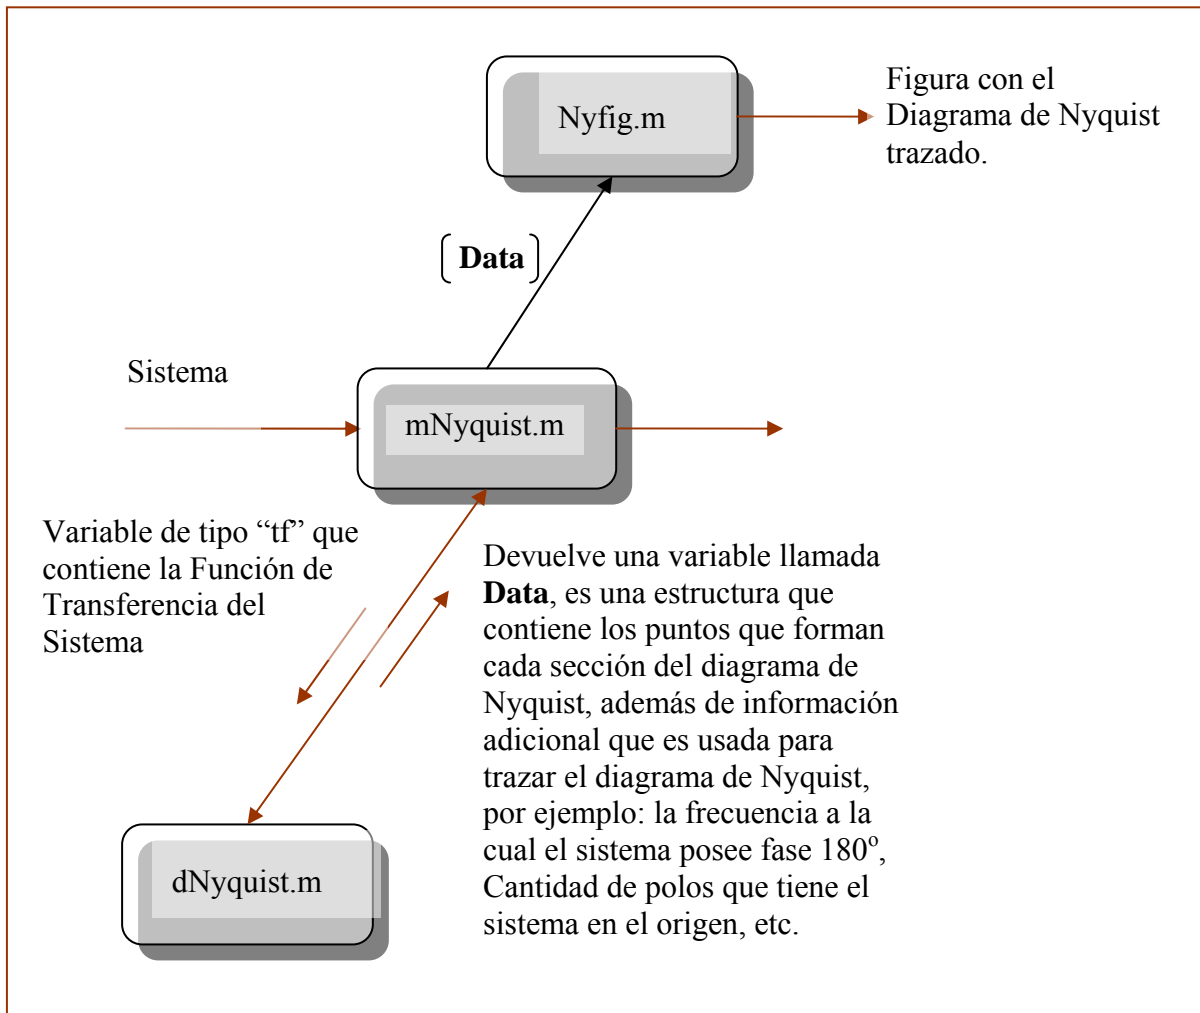 Nyfig.m
Figura con el
Diagrama de Nyquist
trazado.
Data
Sistema
mNyquist.m
Variable de tipo “tf” que
contiene la Función de
Transferencia del
Sistema
Devuelve una variable llamada
Data, es una estructura que
contiene los puntos que forman
cada sección del diagrama de
Nyquist, además de información
adicional que es usada para
trazar el diagrama de Nyquist,
por ejemplo: la frecuencia a la
cual el sistema posee fase 180º,
Cantidad de polos que tiene el
sistema en el origen, etc.
dNyquist.m